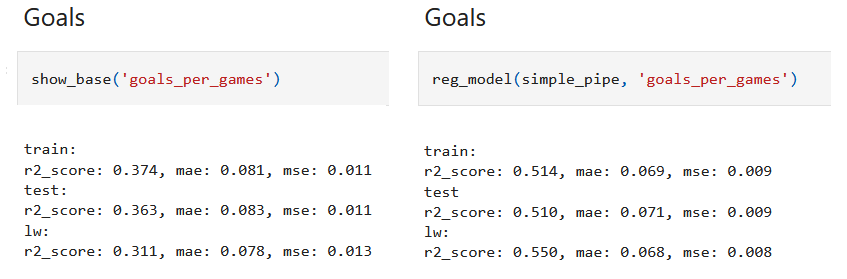 Goals
show_base('goals_per_games')
train:
r2_score: 0.374, mae: 0.081, mse: 0.011
test:
r2_score: 0.363, mae: 0.083, mse: 0.011
lw:
r2_score: 0.311, mae: 0.078, mse: 0.013
Goals
reg_model(simple_pipe, 'goals_per_games')
train:
r2_score: 0.514, mae: 0.069, mse: 0.009
test
r2_score: 0.510, mae: 0.071, mse: 0.009
lw:
r2_score: 0.550, mae: 0.068, mse: 0.008